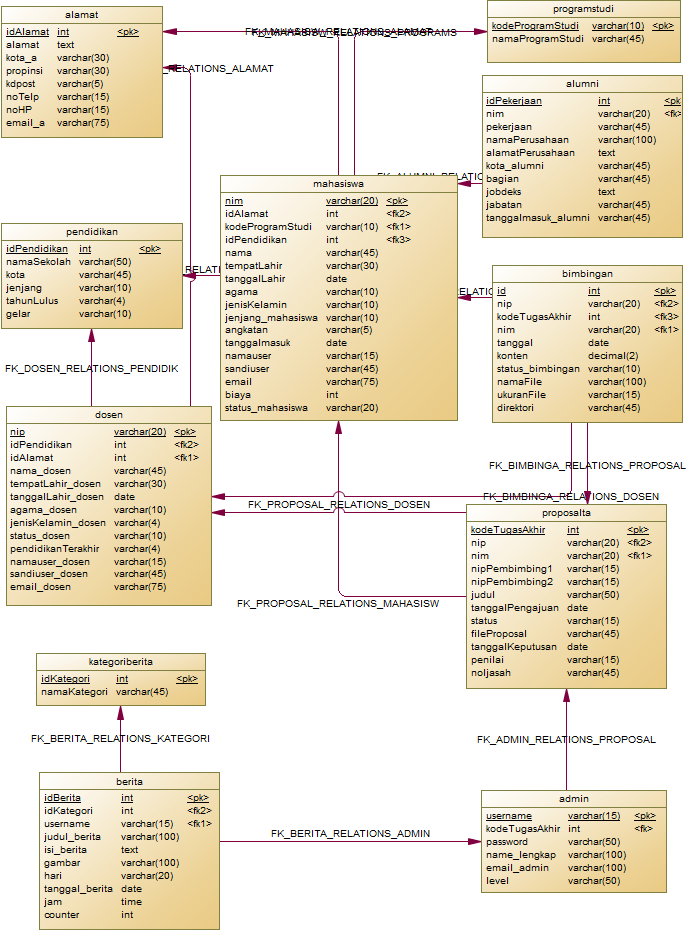 alamat
idAlamat int <pk>
alamat text
kota_a varchar(30)
propinsi varchar(30)
kdpost varchar(5)
noTelp varchar(15)
noHP varchar(15)
email_a varchar(75)
programstudi
kodeProgramStudi varchar(10) <pk>
namaProgramStudi varchar(45)
_RELATIONS_ALAMAT
alumni
idPekerjaan int <pk
nim varchar(20) <fk>
pekerjaan varchar(45)
namaPerusahaan varchar(100)
alamatPerusahaan text
kota_alumni varchar(45)
bagian varchar(45)
jobdeks text
jabatan varchar(45)
tanggalmasuk_alumni varchar(45)
FK_ALUMNI_RELATIO
mahasiswa
nim varchar(20) <pk>
idAlamat int <fk2>
kodeProgramStudi varchar(10) <fk1>
idPendidikan int <fk3>
nama varchar(45)
tempatLahir varchar(30)
tanggalLahir date
agama varchar(10)
jenisKelamin varchar(10)
jenjang_mahasiswa varchar(10)
angkatan varchar(5)
tanggalmasuk date
namauser varchar(15)
sandiuser varchar(45)
email varchar(75)
biaya int
status_mahasiswa varchar(20)
pendidikan
idPendidikan int <pk>
namaSekolah varchar(50)
kota varchar(45)
jenjang varchar(10)
tahunLulus varchar(4)
gelar varchar(10)
bimbingan
id int <pk>
nip varchar(20) <fk2>
kodeTugasAkhir int <fk3>
nim varchar(20) <fk1>
tanggal date
konten decimal(2)
status_bimbingan varchar(10)
namaFile varchar(100)
ukuranFile varchar(15)
direktori varchar(45)
FK_DOSEN_RELATIONS_PENDIDIK
dosen
nip varchar(20) <pk>
idPendidikan int <fk2>
idAlamat int <fk1>
nama_dosen varchar(45)
tempatLahir_dosen varchar(30)
tanggalLahir_dosen date
agama_dosen varchar(10)
jenisKelamin_dosen varchar(4)
status_dosen varchar(10)
pendidikanTerakhir varchar(4)
namauser_dosen varchar(15)
sandiuser_dosen varchar(45)
email_dosen varchar(75)
FK_BIMBINGA_RELATIONS_PROPOSAL
FK_BIMBINGA_RELATIONS_DOSEN
FK_PROPOSAL_RELATIONS_DOSEN
proposalta
kodeTugasAkhir int <pk>
nip varchar(20) <fk2>
nim varchar(20) <fk1>
nipPembimbing1 varchar(15)
nipPembimbing2 varchar(15)
judul varchar(50)
tanggalPengajuan date
status varchar(15)
fileProposal varchar(45)
tanggalKeputusan date
penilai varchar(15)
noIjasah varchar(45)
FK_PROPOSAL_RELATIONS_MAHASISW
kategoriberita
idKategori int <pk>
namaKategori varchar(45)
FK_BERITA_RELATIONS_KATEGORI
FK_ADMIN_RELATIONS_PROPOSAL
berita
idBerita int <pk>
idKategori int <fk2>
username varchar(15) <fk1>
judul_berita varchar(100)
isi_berita text
gambar varchar(100)
hari varchar(20)
tanggal_berita date
jam time
counter int
FK_BERITA_RELATIONS_ADMIN
admin
username varchar(15) <pk>
kodeTugasAkhir int <fk>
password varchar(50)
name_lengkap varchar(100)
email_admin varchar(100)
level varchar(50)